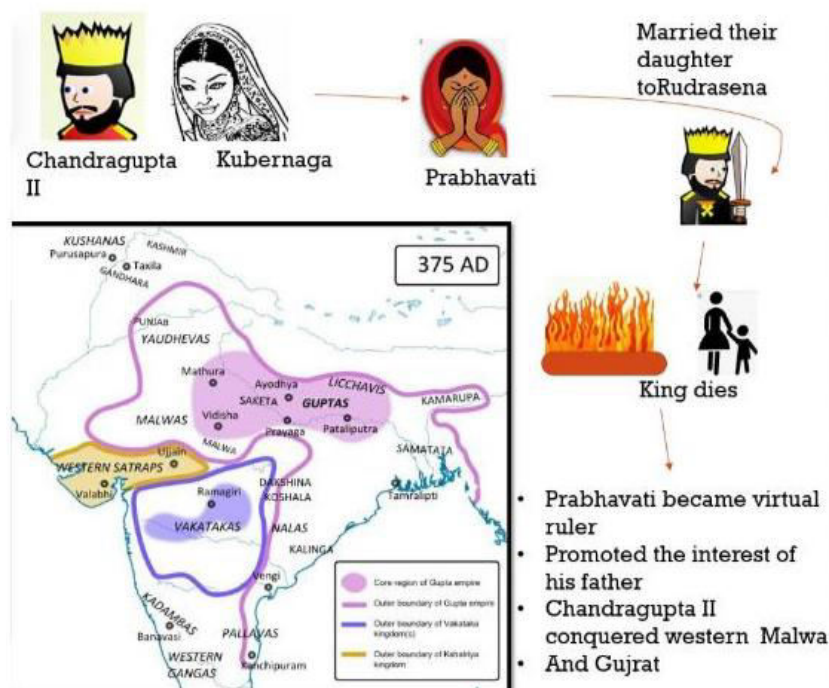 Married their
daughter
toRudrasena
Chandragupta
II
Kubernaga
Prabhavati
375 AD
KUSHANAS
Purusapura
Taxila
KASHMIR
GANDHARA
PUNJAB
YAUDHEVAS
Mathura
Ayodhya
LICCHAVIS
SAKETA
GUPTAS
KAMARUPA
MALWAS
Vidisha
Prayaga
Pataliputra
MALWA
SAMATATA
Ujjain
WESTERN SATRAPS
Valabhi
DAKSHINA
KOSHALA
Tamralipti
Ramagiri
VAKATAKAS
NALAS
KALINGA
Vengi
KADAMBAS
Banavasi
PALLAVAS
WESTERN
GANGAS
Kanchipuram
Core region of Gupta empire
Outer boundary of Gupta empire
Outer boundary of Vakataka
kingdom(s)
Outer boundary of Kshatriya
kingdom
King dies
• Prabhavati became virtual
ruler
• Promoted the interest of
his father
• Chandragupta II
conquered western Malwa
• And Gujrat